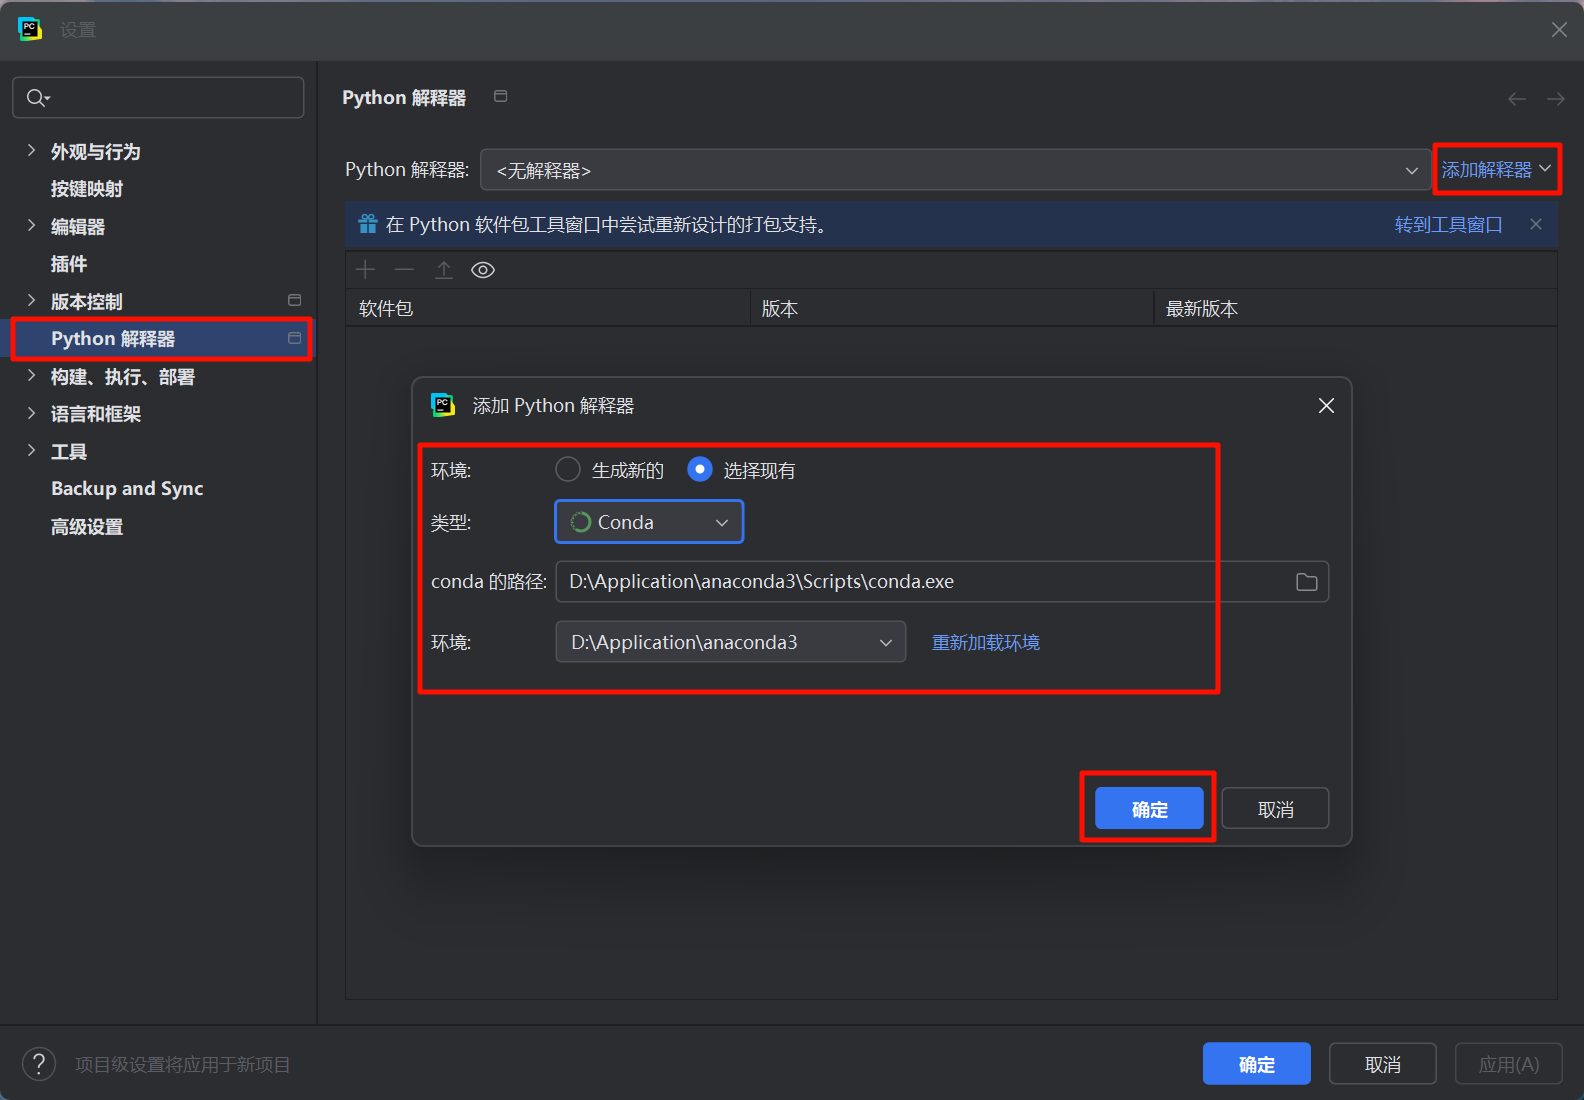 设置
Python 解释器
外观与行为
按键映射
编辑器
插件
版本控制
Python 解释器
构建、执行、部署
语言和框架
工具
Backup and Sync
高级设置
Python 解释器: <无解释器> 添加解释器
在 Python 软件包工具窗口中尝试重新设计的打包支持。 转到工具窗口
软件包 版本 最新版本
PC 添加 Python 解释器
环境: 生成新的 选择现有
类型: Conda
conda 的路径: D:\Application\anaconda3\Scripts\conda.exe
环境: D:\Application\anaconda3 重新加载环境
确定 取消
? 项目级设置将应用于新项目
确定 取消 应用(A)